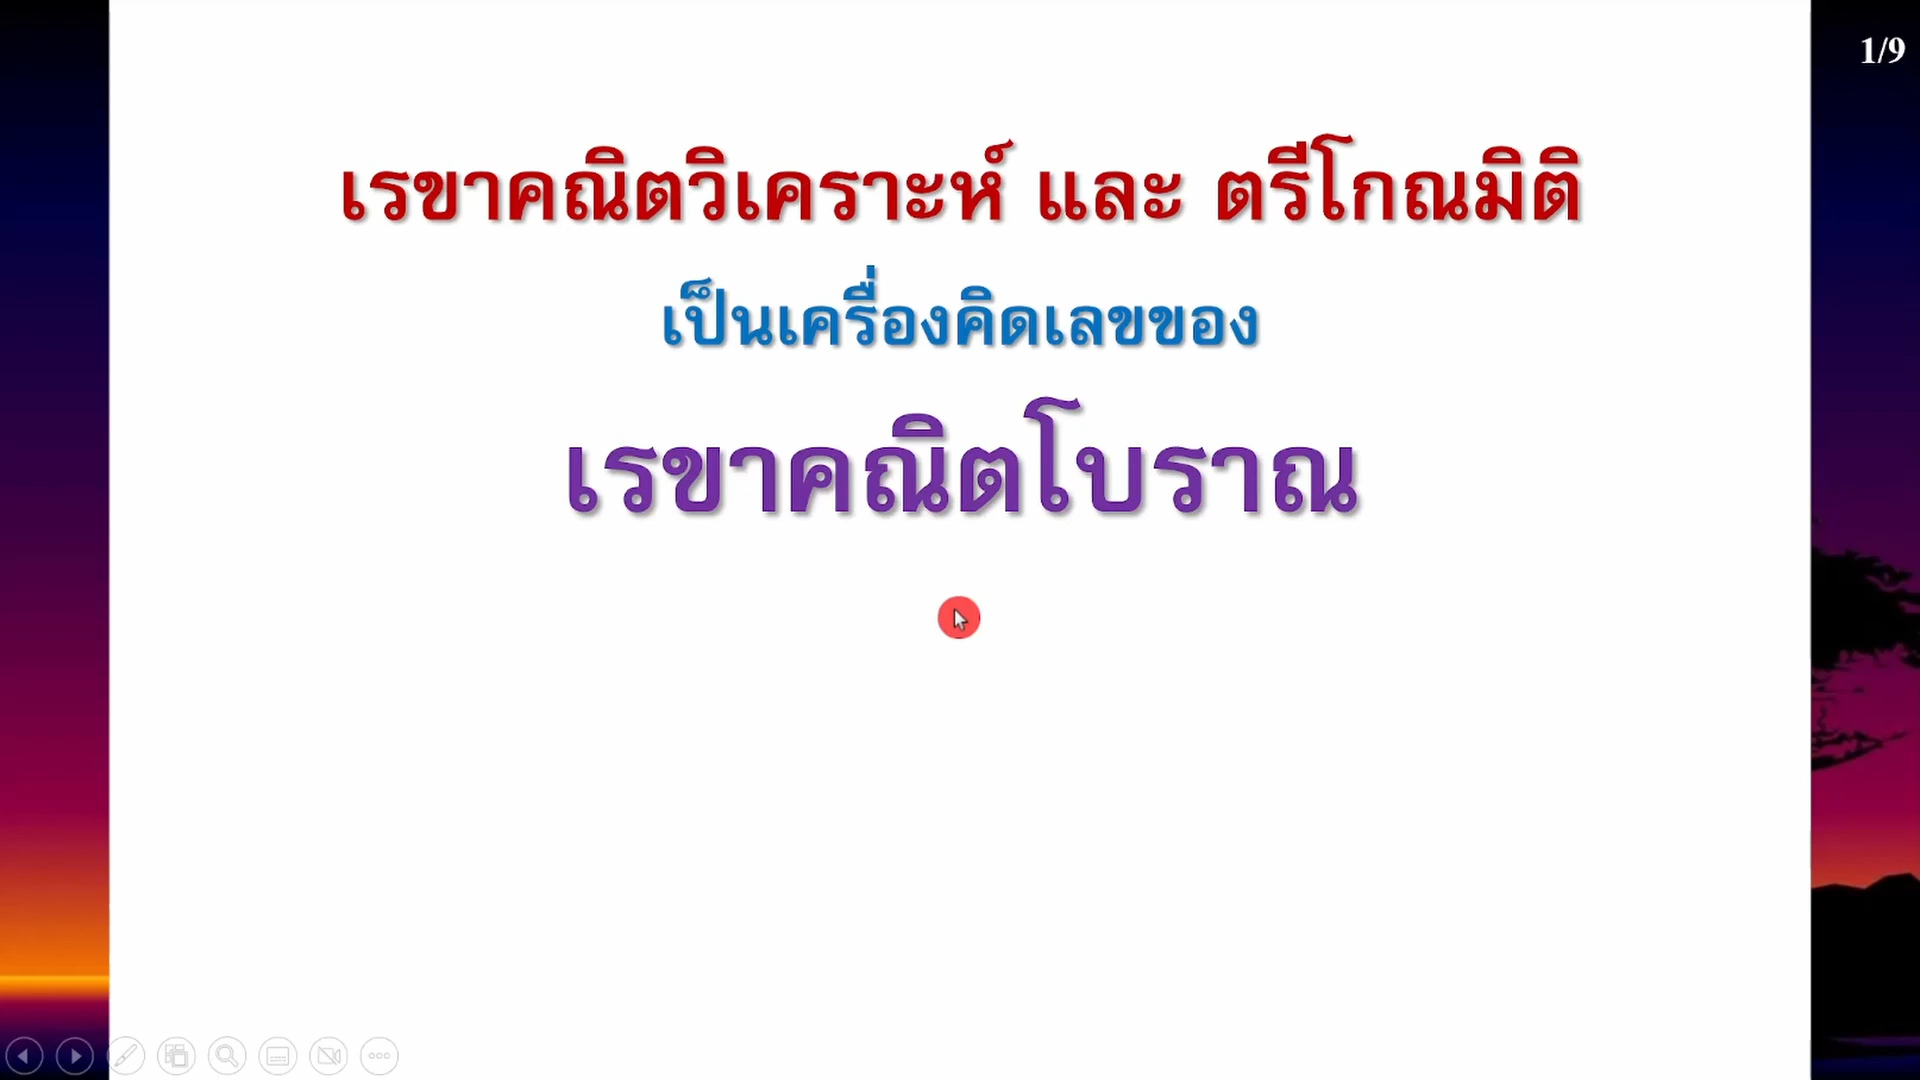 1/9
เรขาคณิตวิเคราะห์ และ ตรีโกณมิติ
เป็นเครื่องคิดเลขของ
เรขาคณิตโบราณ